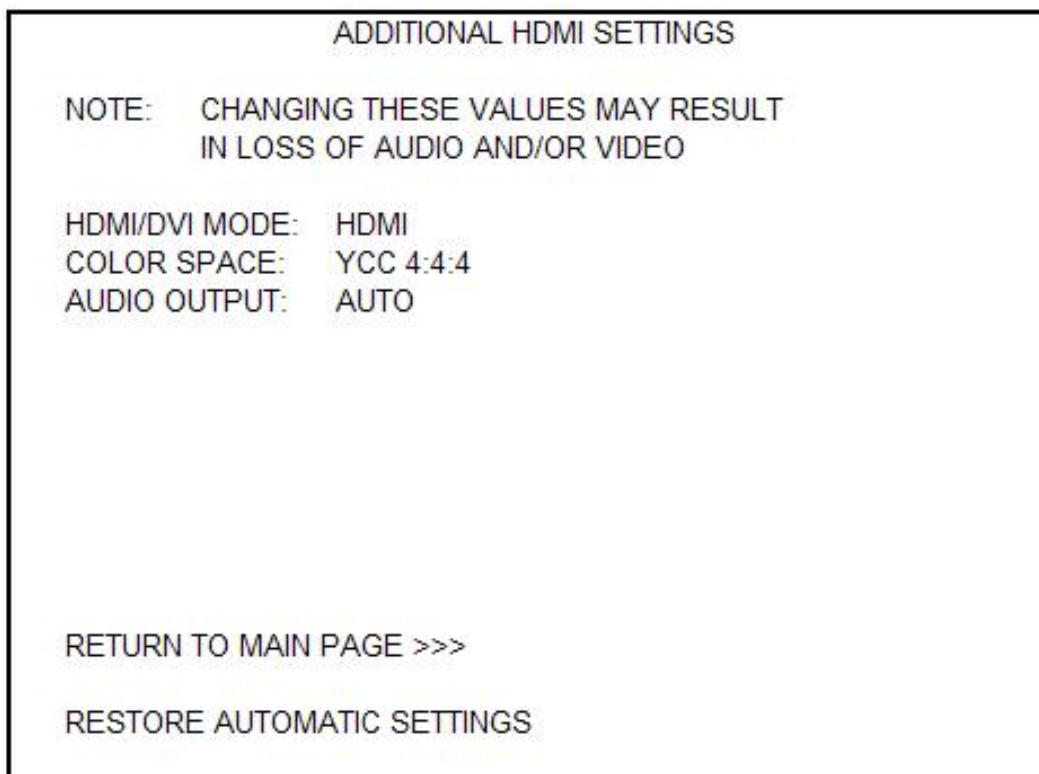 ADDITIONAL HDMI SETTINGS
NOTE: CHANGING THESE VALUES MAY RESULT
IN LOSS OF AUDIO AND/OR VIDEO
HDMI/DVI MODE: HDMI
COLOR SPACE: YCC 4:4:4
AUDIO OUTPUT: AUTO
RETURN TO MAIN PAGE >>>
RESTORE AUTOMATIC SETTINGS